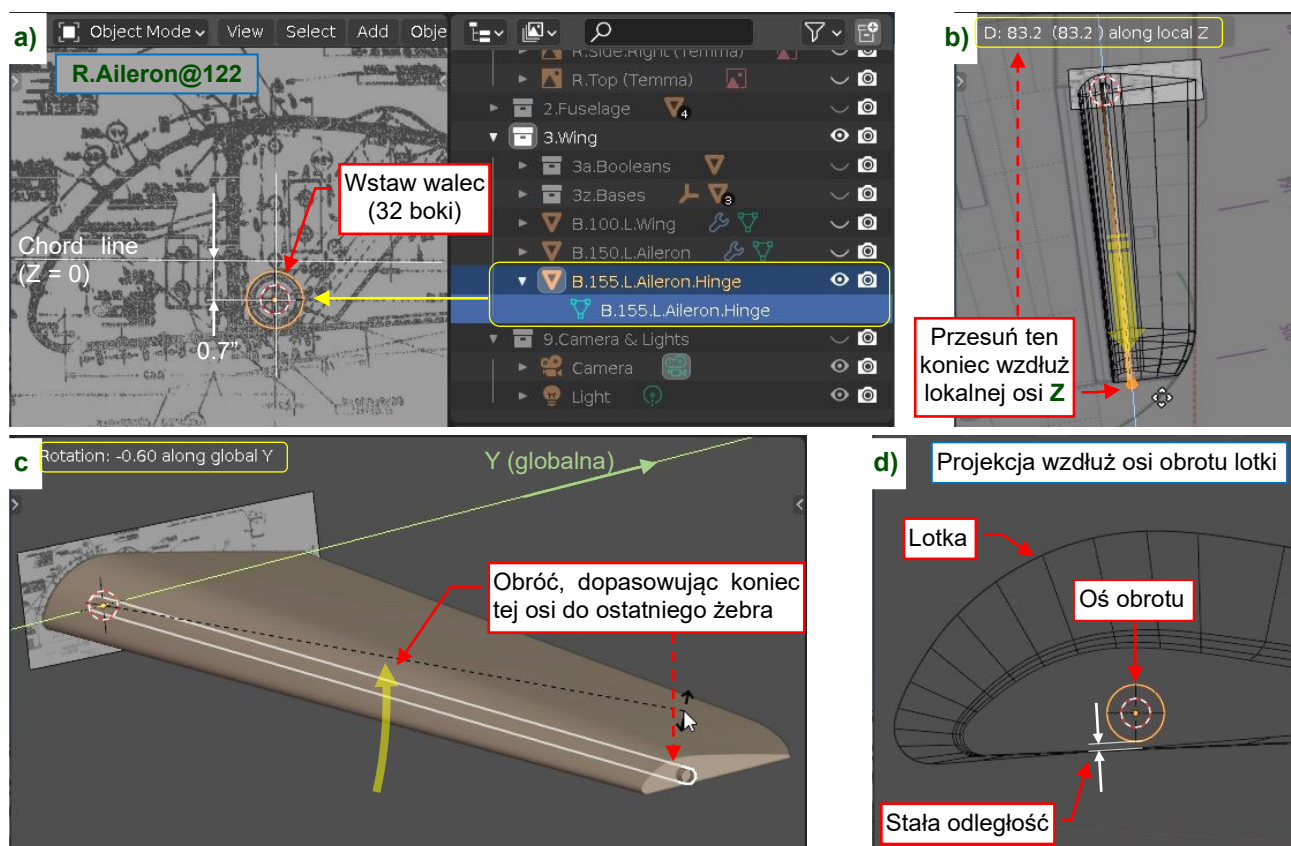 a)
Object Mode View Select Add Obje
R.Aileron@122
Wstaw walec
(32 boki)
Chord line
(Z = 0)
0.7”
R.Side.Right (Temma)
R.Top (Temma)
2.Fuselage 4
3.Wing
3a.Booleans
3z.Bases 3
B.100.L.Wing
B.150.L.Aileron
B.155.L.Aileron.Hinge
B.155.L.Aileron.Hinge
9.Camera & Lights
Camera
Light
b)
D: 83.2 (83.2 ) along local Z
Przesuń ten
koniec wzdłuż
lokalnej osi Z
c
Rotation: -0.60 along global Y
Y (globalna)
Obróć, dopasowując koniec
tej osi do ostatniego żebra
d)
Projekcja wzdłuż osi obrotu lotki
Lotka
Oś obrotu
Stała odległość